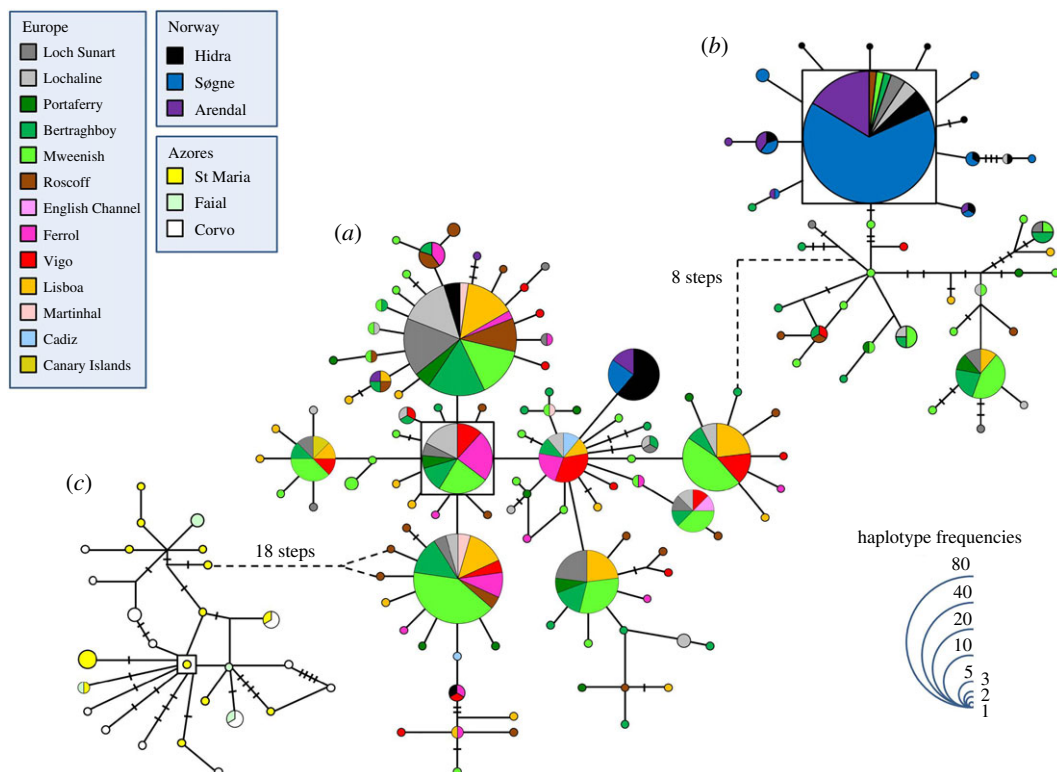 Europe
Loch Sunart
Lochaline
Portaferry
Bertraghboy
Mweenish
Roscoff
English Channel
Ferrol
Vigo
Lisboa
Martinhal
Cadiz
Canary Islands
Norway
Hidra
Søgne
Arendal
Azores
St Maria
Faial
Corvo
(b)
(a)
8 steps
(c)
18 steps
haplotype frequencies
80
40
20
10
5
3
2
1